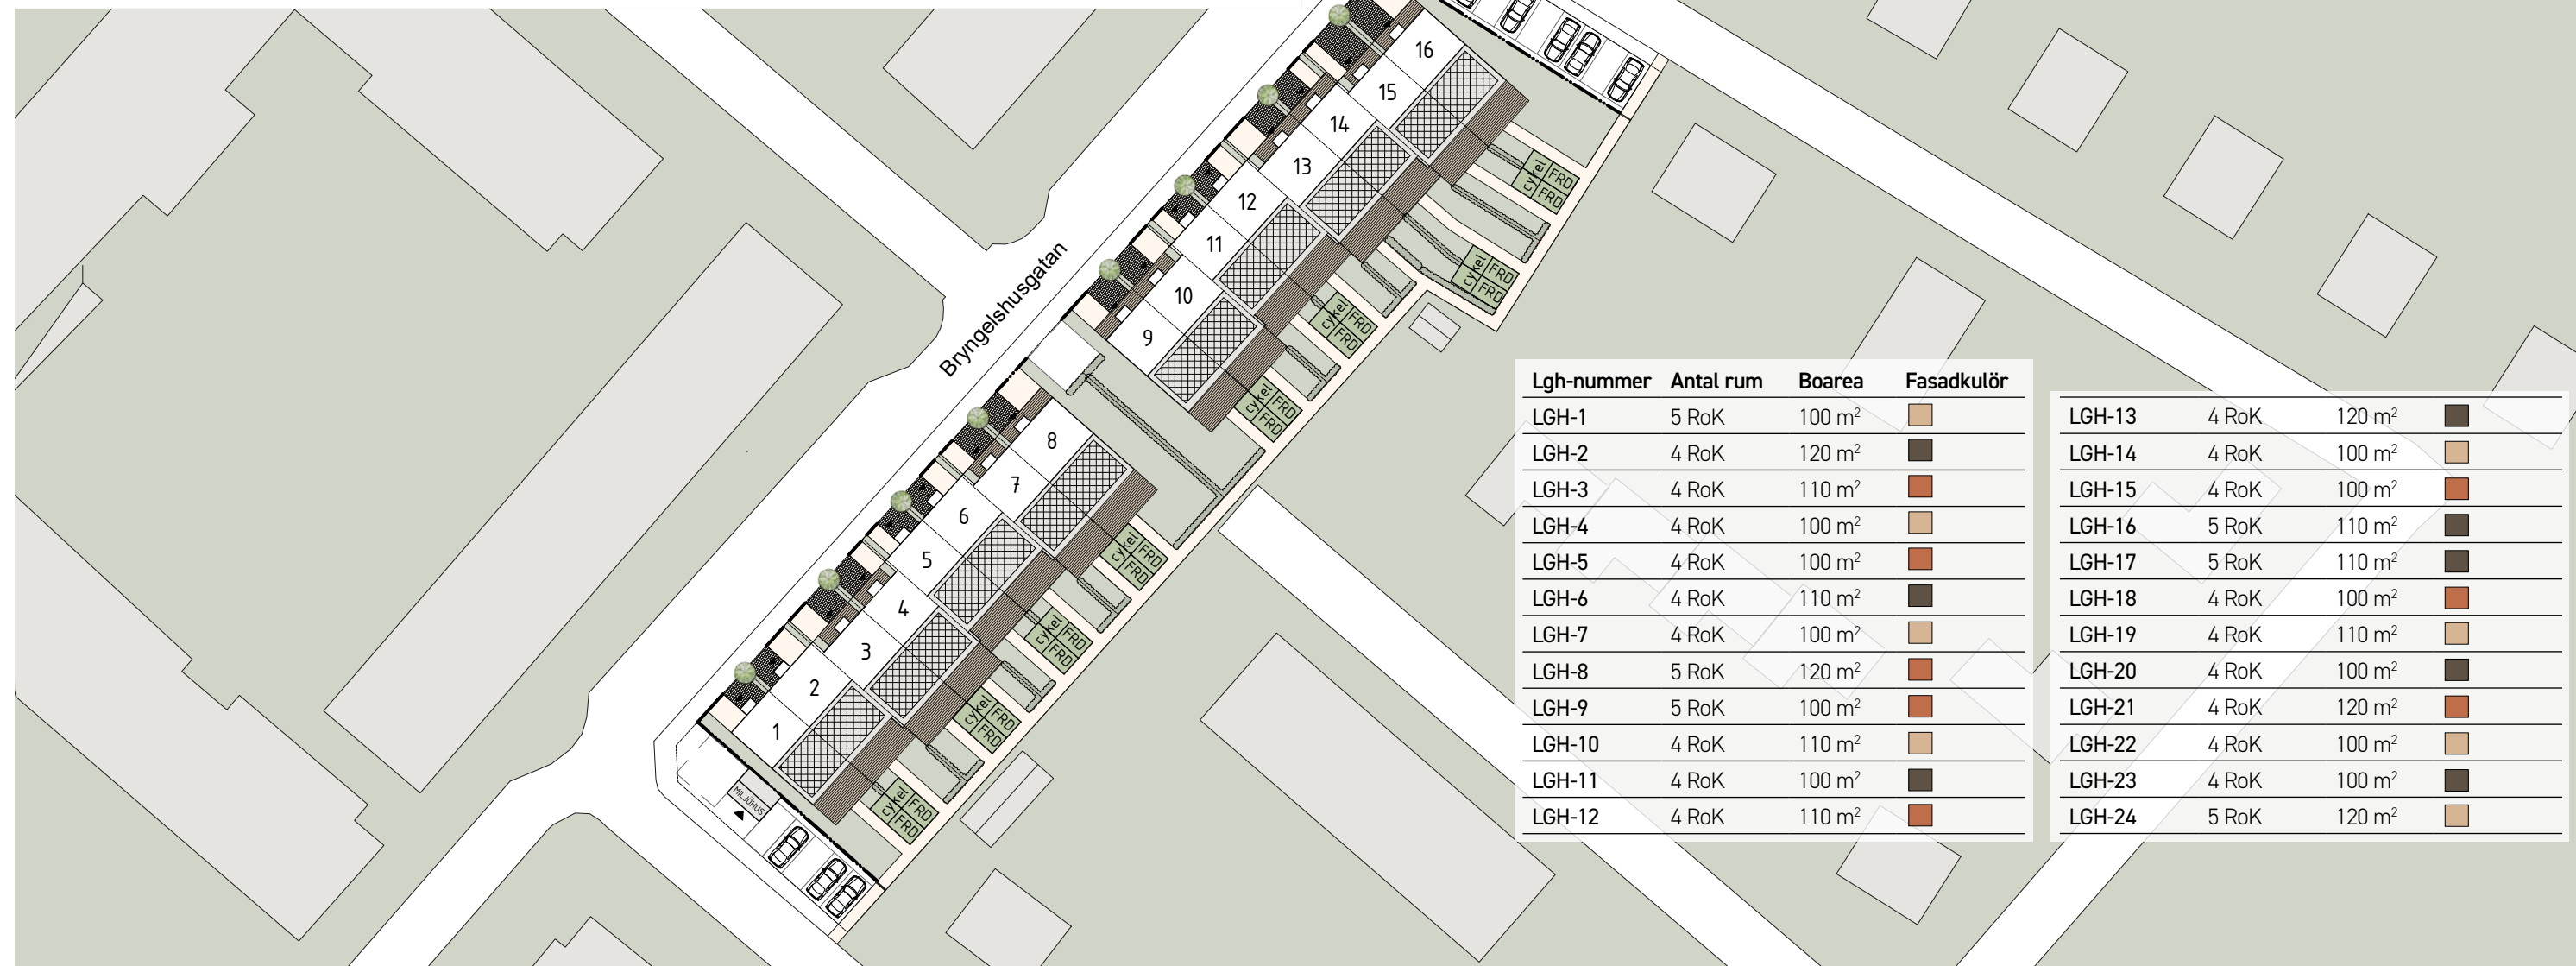 16
15
14
13
12
11
10
9
cykel FRD
FRD
cykel FRD
FRD
cykel FRD
FRD
cykel FRD
FRD
Bryngelshusgatan
8
7
6
5
4
3
2
1
cykel FRD
FRD
cykel FRD
FRD
cykel FRD
FRD
cykel FRD
FRD
MILJÖHUS
Lgh-nummer Antal rum Boarea Fasadkulör
LGH-1 5 RoK 100 m²
LGH-2 4 RoK 120 m²
LGH-3 4 RoK 110 m²
LGH-4 4 RoK 100 m²
LGH-5 4 RoK 100 m²
LGH-6 4 RoK 110 m²
LGH-7 4 RoK 100 m²
LGH-8 5 RoK 120 m²
LGH-9 5 RoK 100 m²
LGH-10 4 RoK 110 m²
LGH-11 4 RoK 100 m²
LGH-12 4 RoK 110 m²
LGH-13 4 RoK 120 m²
LGH-14 4 RoK 100 m²
LGH-15 4 RoK 100 m²
LGH-16 5 RoK 110 m²
LGH-17 5 RoK 110 m²
LGH-18 4 RoK 100 m²
LGH-19 4 RoK 110 m²
LGH-20 4 RoK 100 m²
LGH-21 4 RoK 120 m²
LGH-22 4 RoK 100 m²
LGH-23 4 RoK 100 m²
LGH-24 5 RoK 120 m²